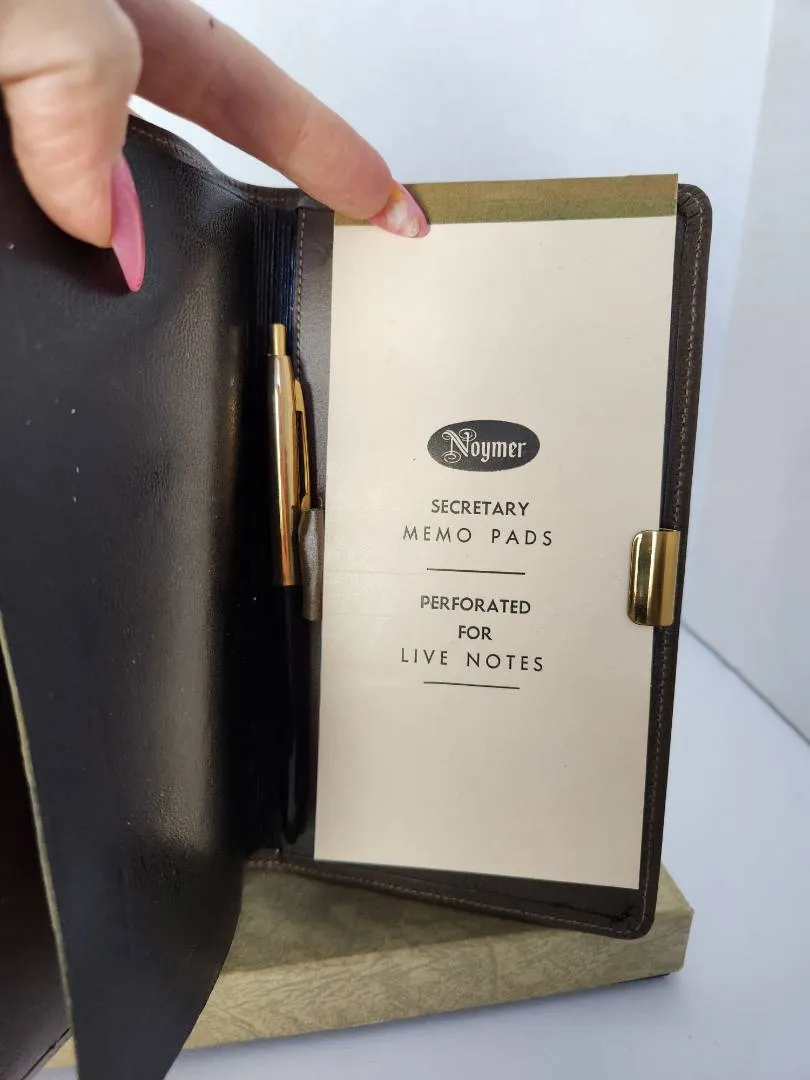 Noymer
SECRETARY
MEMO PADS
PERFORATED
FOR
LIVE NOTES